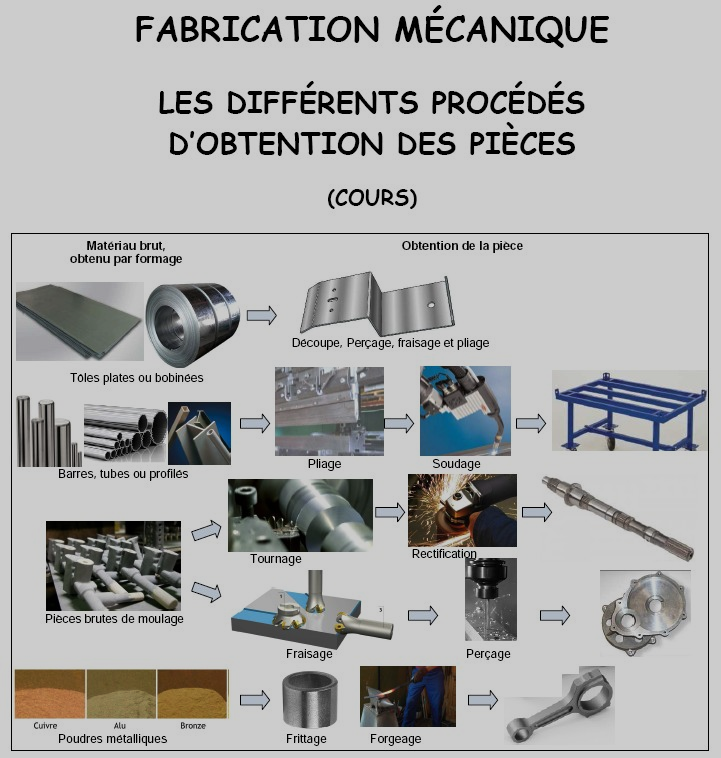 FABRICATION MÉCANIQUE
LES DIFFÉRENTS PROCÉDÉS
D'OBTENTION DES PIÈCES
(COURS)
Matériau brut,
obtenu par formage
Obtention de la pièce
Découpe, Perçage, fraisage et pliage
Tôles plates ou bobinées
Pliage
Soudage
Barres, tubes ou profilés
Tournage
Rectification
Pièces brutes de moulage
1
3
Fraisage
Perçage
Cuivre
Alu
Bronze
Poudres métalliques
Frittage
Forgeage